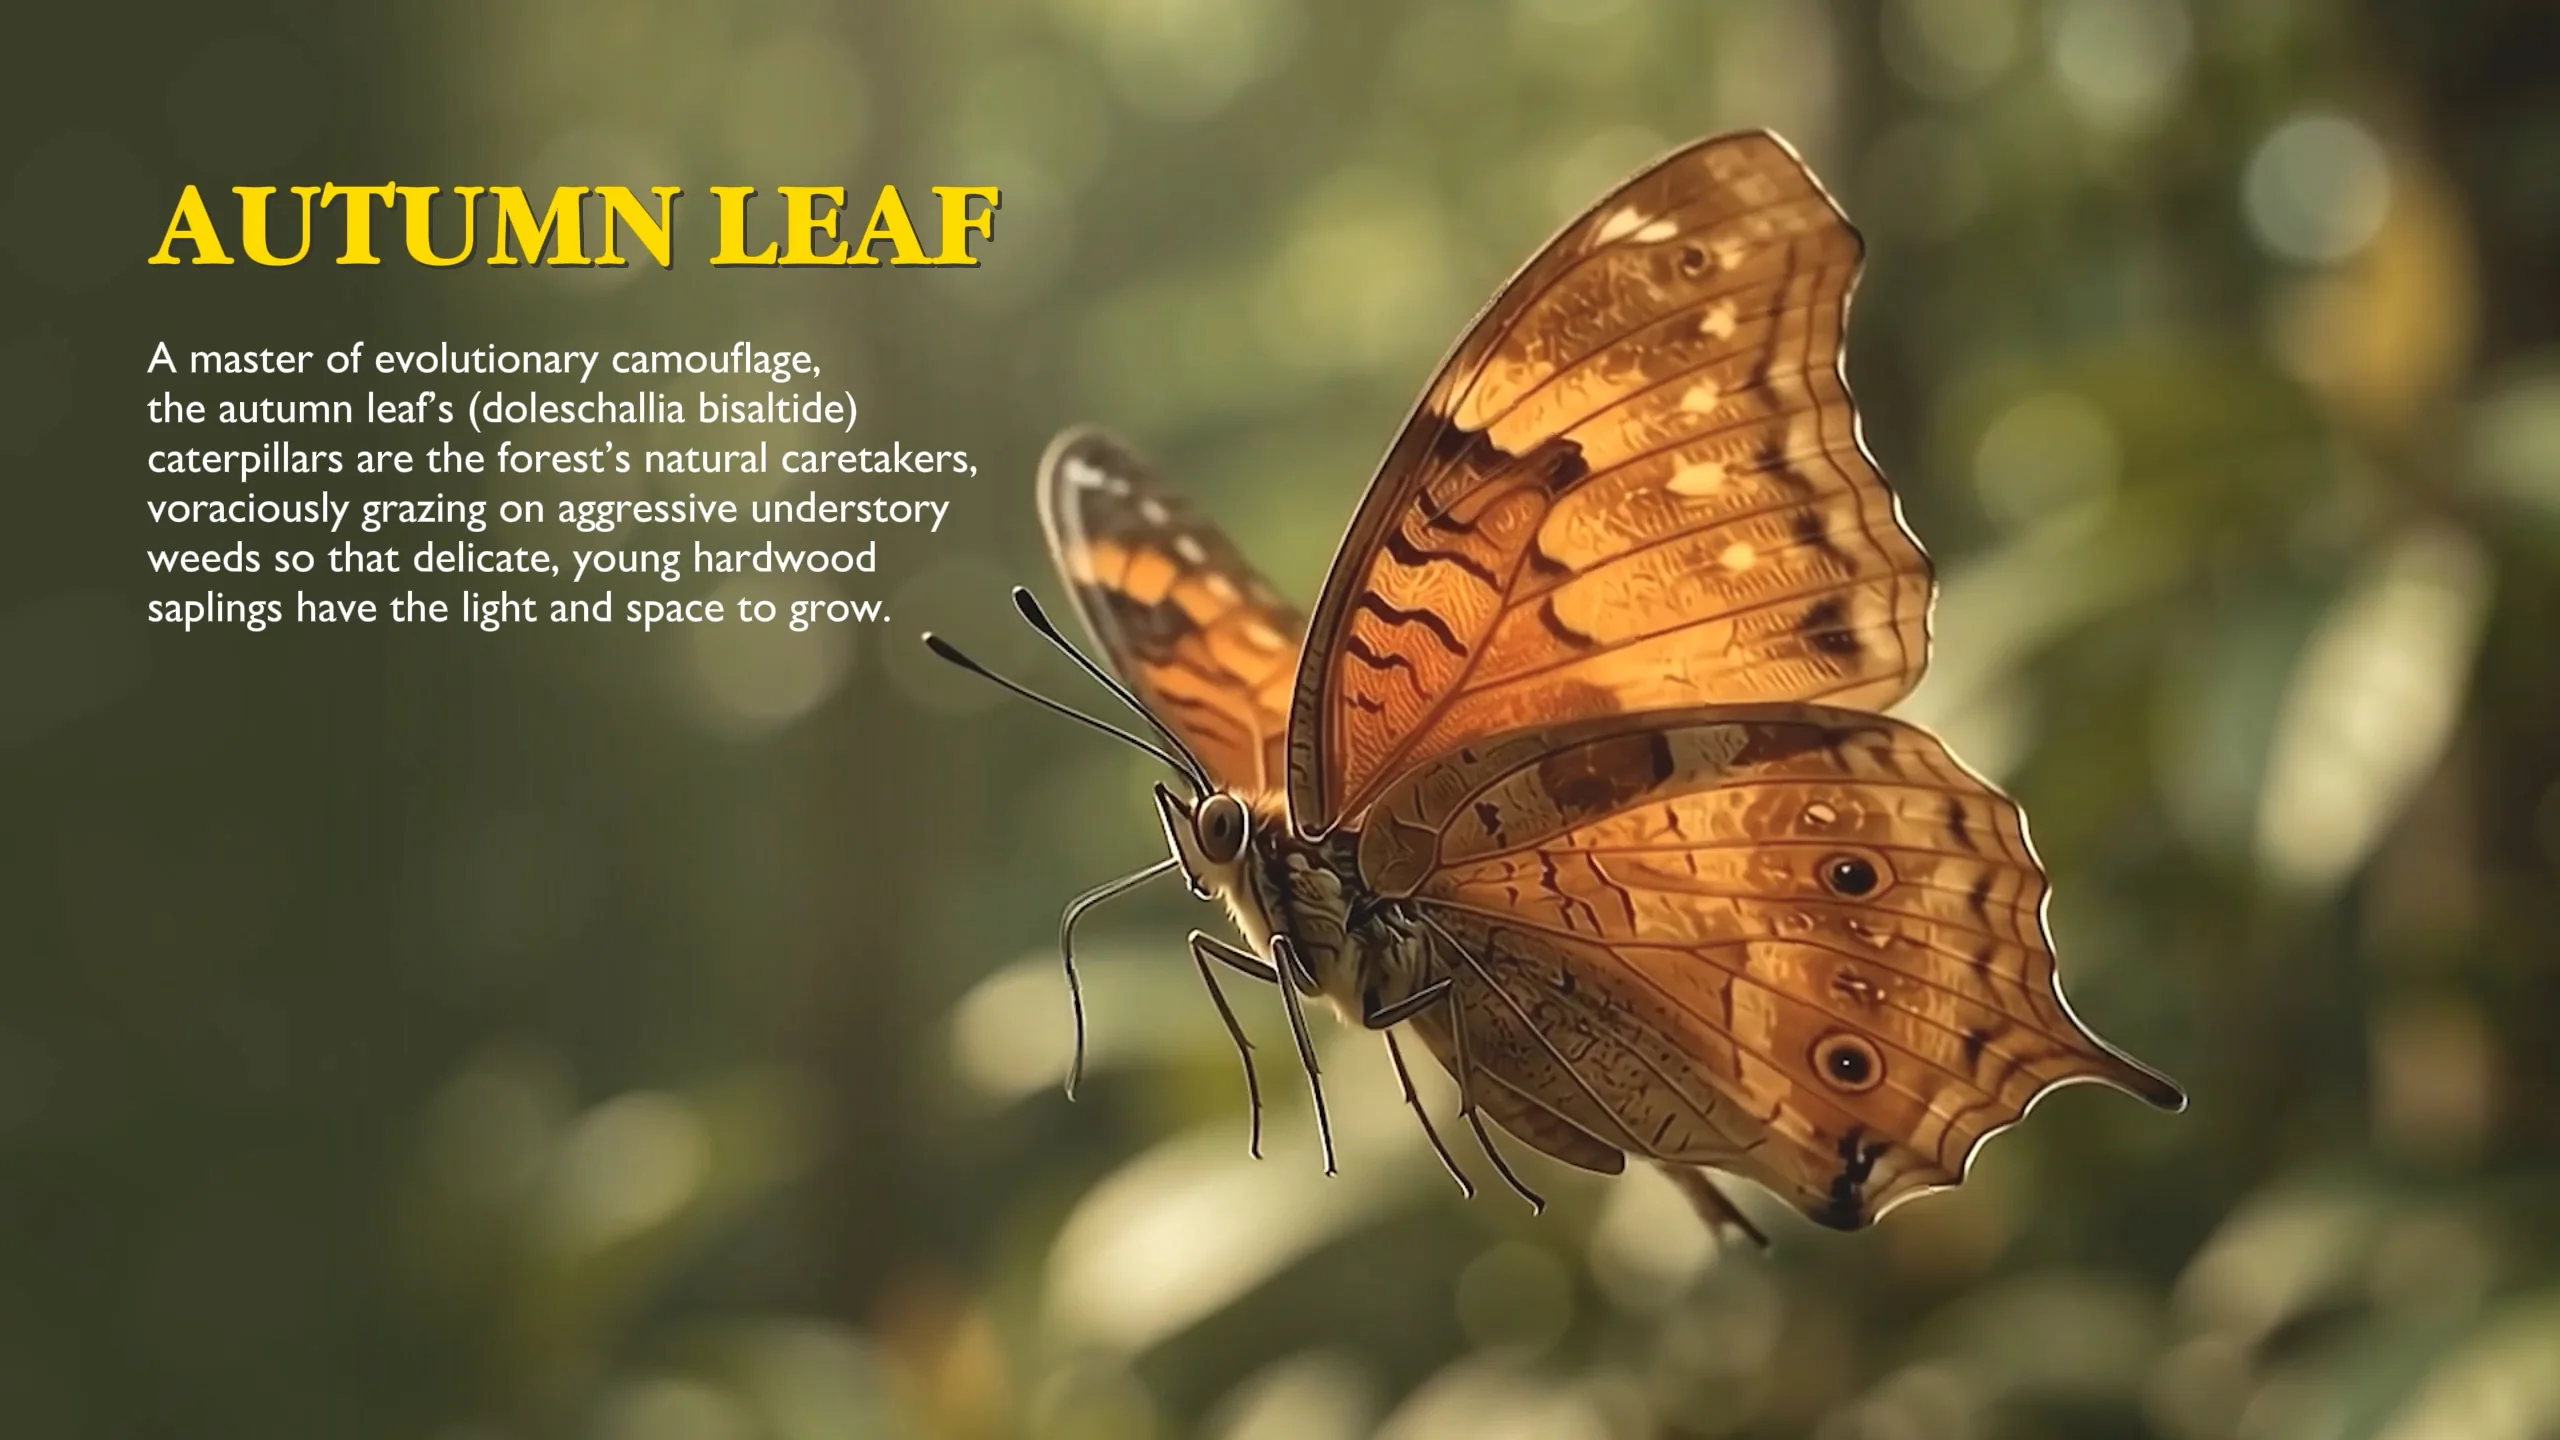 AUTUMN LEAF
A master of evolutionary camouflage,
the autumn leaf’s (doleschallia bisaltide)
caterpillars are the forest’s natural caretakers,
voraciously grazing on aggressive understory
weeds so that delicate, young hardwood
saplings have the light and space to grow.